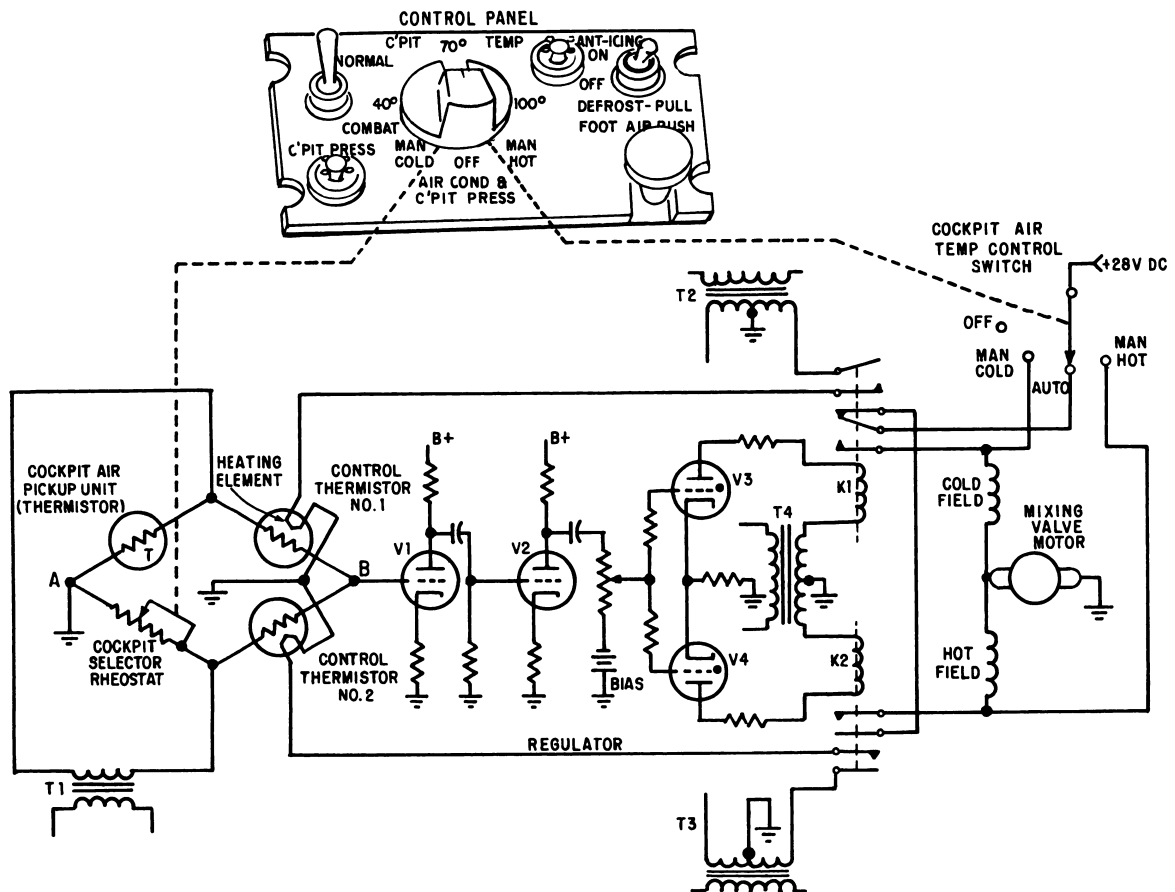 CONTROL PANEL
C'PIT 70° TEMP
ANT-ICING
ON
NORMAL
OFF
40° 100°
DEFROST-PULL
COMBAT
FOOT AIR PUSH
C'PIT PRESS
MAN COLD
OFF
MAN HOT
AIR COND &
C'PIT PRESS
COCKPIT AIR
TEMP CONTROL
SWITCH
+28V DC
T2
OFF
MAN
COLD
MAN
HOT
AUTO
COCKPIT AIR
PICKUP UNIT
(THERMISTOR)
HEATING
ELEMENT
CONTROL
THERMISTOR
NO.1
B+
B+
V3
K1
COLD
FIELD
T4
MIXING
VALVE
MOTOR
T
V1
V2
A
B
COCKPIT
SELECTOR
RHEOSTAT
CONTROL
THERMISTOR
NO.2
BIAS
V4
K2
HOT
FIELD
REGULATOR
T1
T3